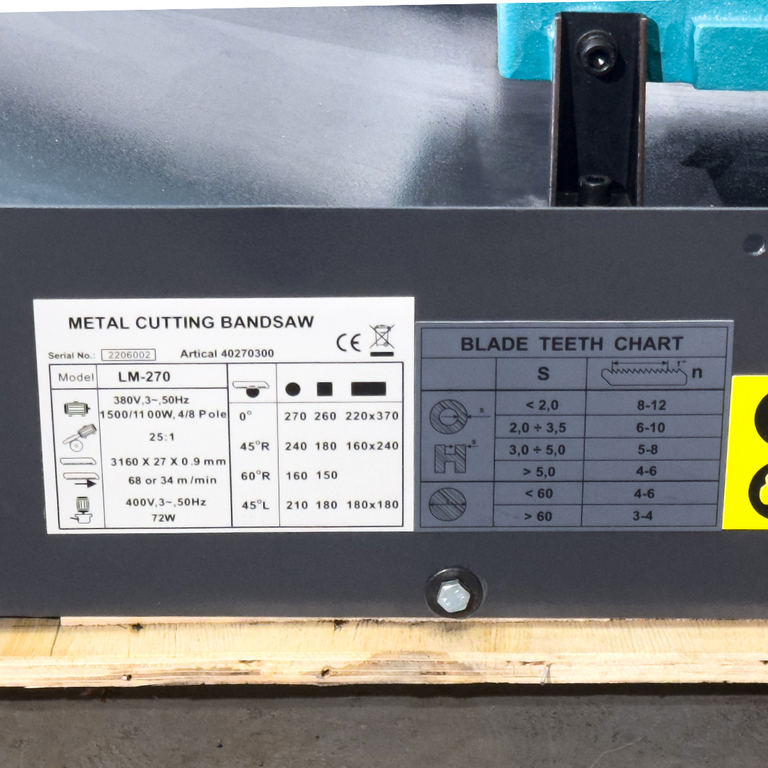 METAL CUTTING BANDSAW
CE
Serial No.: 2206002 Artical 40270300
Model LM-270
380V,3~,50Hz
1500/1100W, 4/8 Pole
25:1
3160 X 27 X 0.9 mm
68 or 34 m/min
400V,3~,50Hz
72W
0° 270 260 220x370
45°R 240 180 160x240
60°R 160 150
45°L 210 180 180x180
BLADE TEETH CHART
S 1" n
s < 2,0 8-12
2,0 ÷ 3,5 6-10
s 3,0 ÷ 5,0 5-8
> 5,0 4-6
< 60 4-6
> 60 3-4